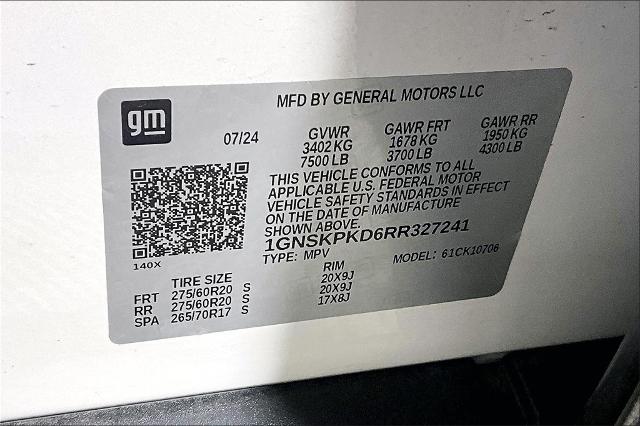 MFD BY GENERAL MOTORS LLC
gm
07/24 GVWR GAWR FRT GAWR RR
3402 KG 1678 KG 1950 KG
7500 LB 3700 LB 4300 LB
THIS VEHICLE CONFORMS TO ALL
APPLICABLE U.S. FEDERAL MOTOR
VEHICLE SAFETY STANDARDS IN EFFECT
ON THE DATE OF MANUFACTURE
SHOWN ABOVE.
1GNSKPKD6RR327241
TYPE: MPV MODEL: 61CK10706
140X
TIRE SIZE RIM
FRT 275/60R20 S 20X9J
RR 275/60R20 S 20X9J
SPA 265/70R17 S 17X8J